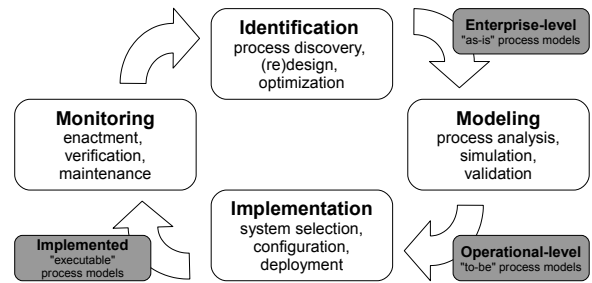 Identification
process discovery,
(re)design,
optimization
Enterprise-level
"as-is" process models
Monitoring
enactment,
verification,
maintenance
Modeling
process analysis,
simulation,
validation
Implementation
system selection,
configuration,
deployment
Implemented
"executable"
process models
Operational-level
"to-be" process models